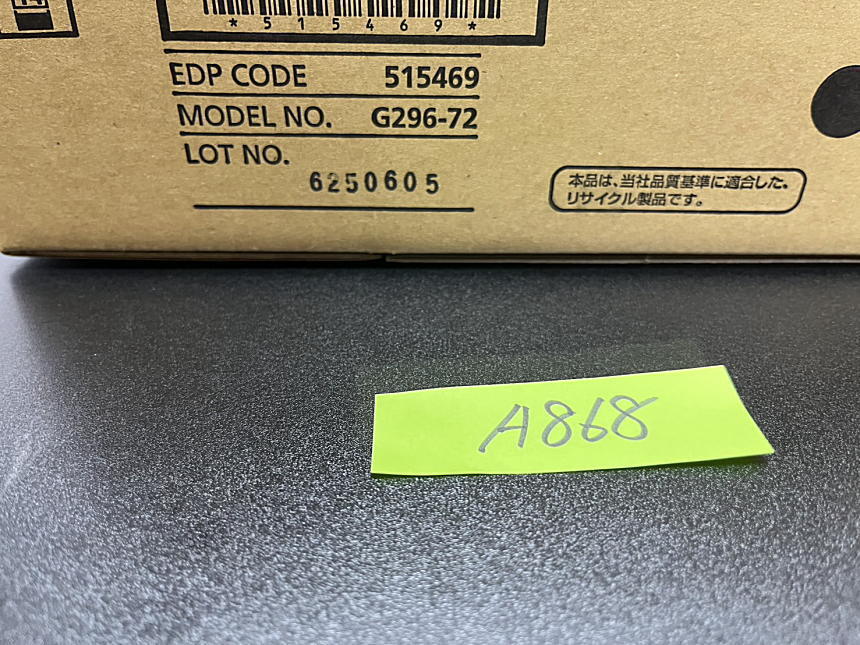 *515469*
EDP CODE 515469
MODEL NO. G296-72
LOT NO.
6250605
本品は、当社品質基準に適合した。
リサイクル製品です。
A868